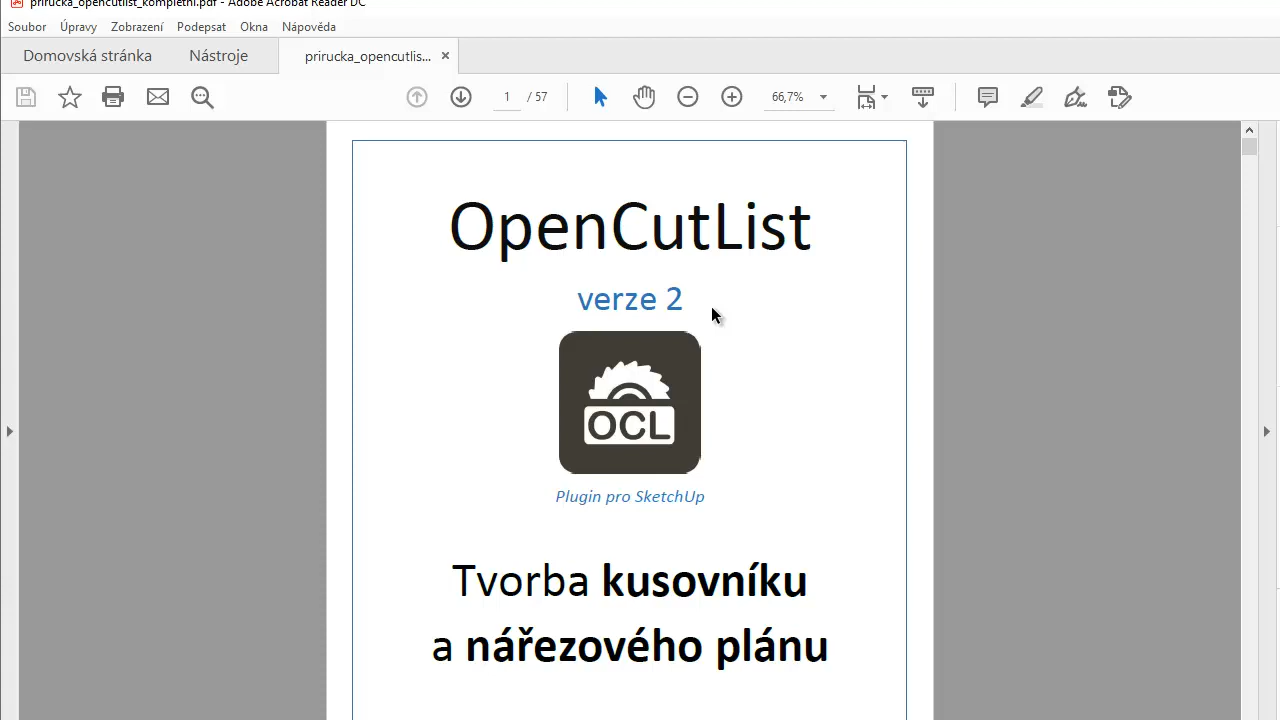 prirucka_opencutlist_kompletni.pdf - Adobe Acrobat Reader DC
Soubor Úpravy Zobrazení Podepsat Okna Nápověda
Domovská stránka Nástroje prirucka_opencutlis... ×
1 / 57 66,7%
OpenCutList
verze 2
OCL
Plugin pro SketchUp
Tvorba kusovníku
a nářezového plánu